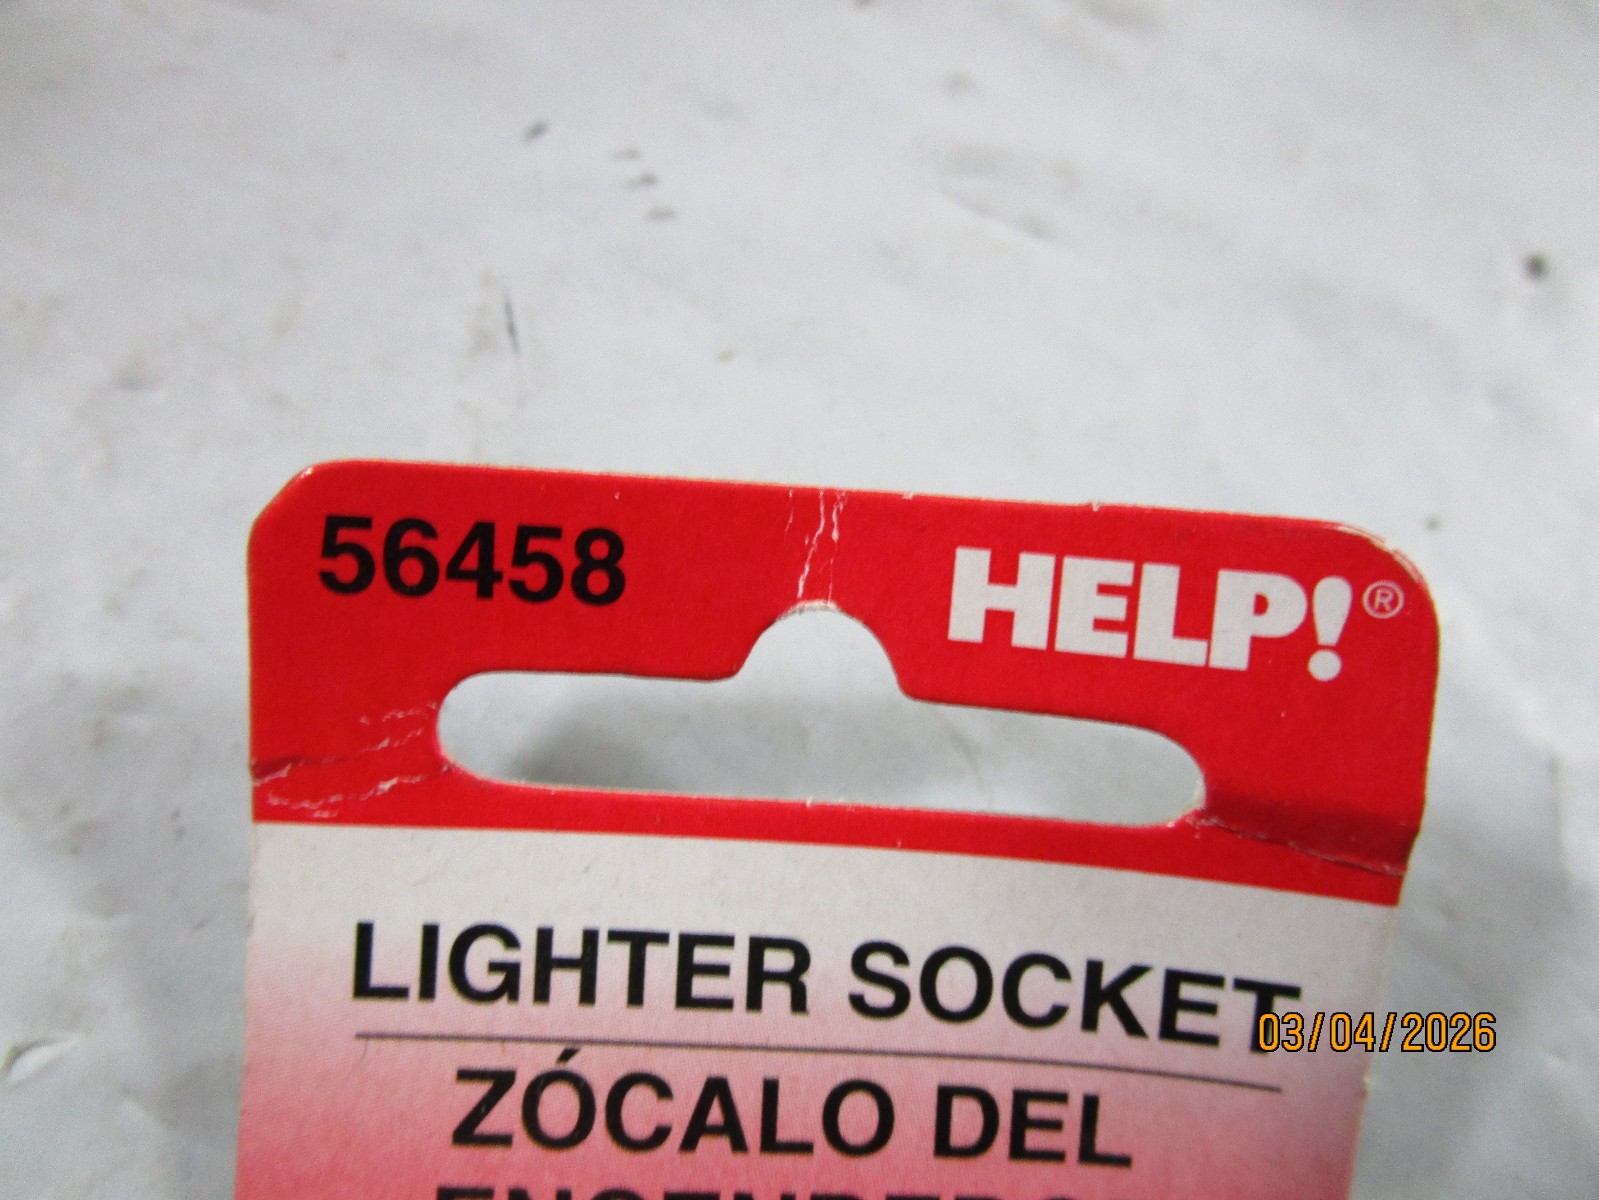 56458
HELP!®
LIGHTER SOCKET
03/04/2026
ZÓCALO DEL